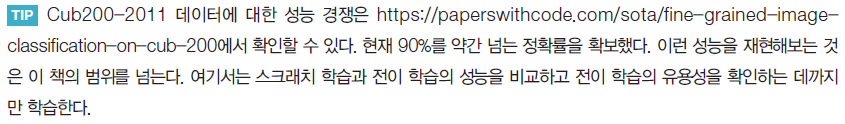 TIP Cub200-2011 데이터에 대한 성능 경쟁은 https://paperswithcode.com/sota/fine-grained-image-
classification-on-cub-200에서 확인할 수 있다. 현재 90%를 약간 넘는 정확률을 확보했다. 이런 성능을 재현해보는 것
은 이 책의 범위를 넘는다. 여기서는 스크래치 학습과 전이 학습의 성능을 비교하고 전이 학습의 유용성을 확인하는 데까지
만 학습한다.